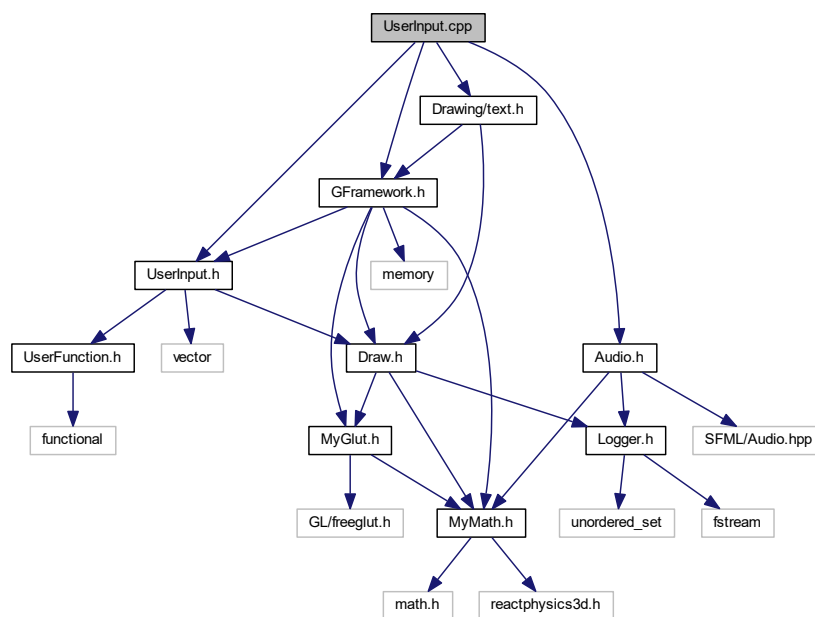 UserInput.cpp
Drawing/text.h
GFramework.h
UserInput.h
memory
UserFunction.h
vector
Draw.h
Audio.h
functional
MyGlut.h
Logger.h
SFML/Audio.hpp
GL/freeglut.h
MyMath.h
unordered_set
fstream
math.h
reactphysics3d.h